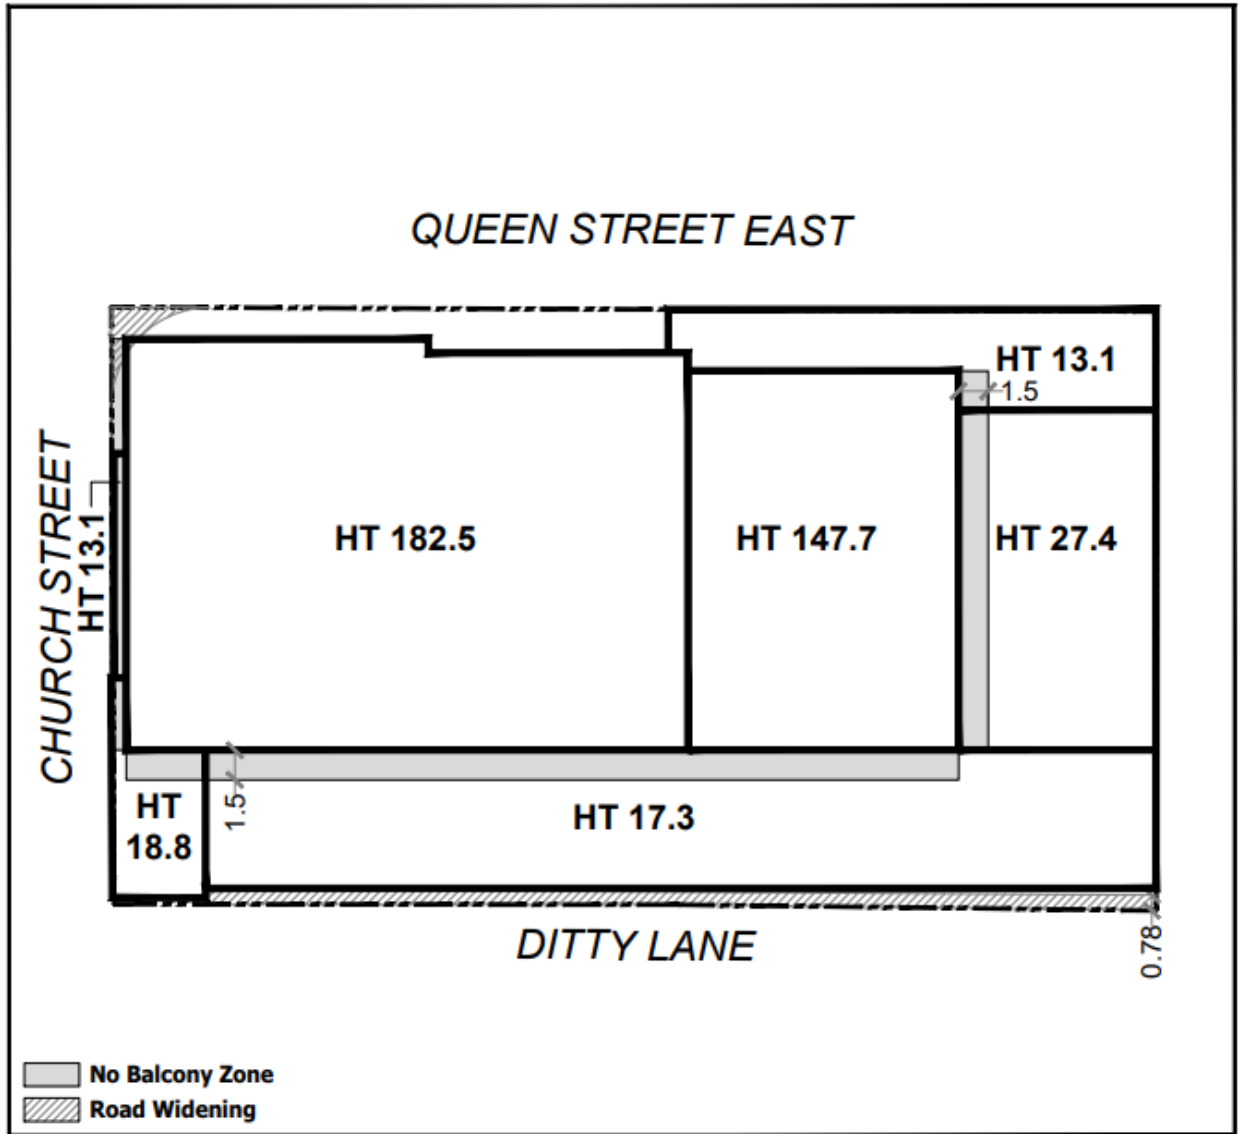 QUEEN STREET EAST
HT 13.1
1.5
CHURCH STREET
HT 13.1
HT 182.5
HT 147.7
HT 27.4
HT
18.8
1.5
HT 17.3
DITTY LANE
0.78
No Balcony Zone
Road Widening